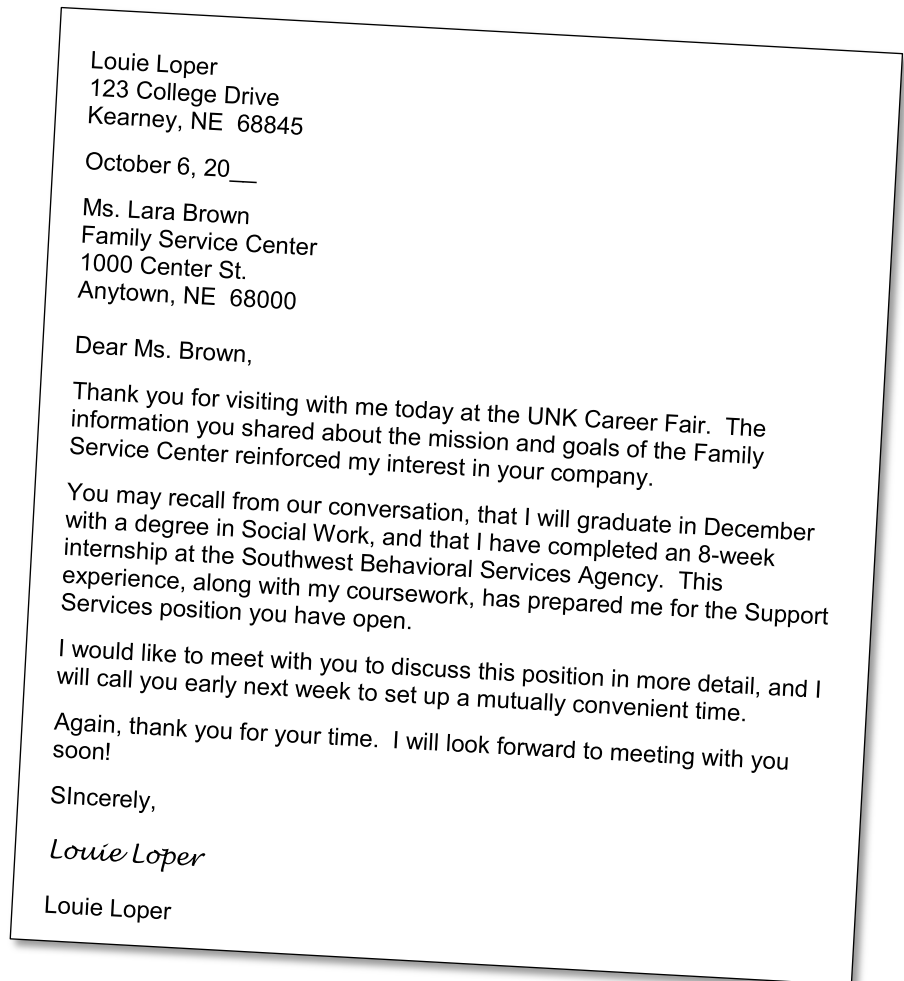 Louie Loper
123 College Drive
Kearney, NE  68845
October 6, 20__
Ms. Lara Brown
Family Service Center
1000 Center St.
Anytown, NE  68000
Dear Ms. Brown,
Thank you for visiting with me today at the UNK Career Fair.  The
information you shared about the mission and goals of the Family
Service Center reinforced my interest in your company.
You may recall from our conversation, that I will graduate in December
with a degree in Social Work, and that I have completed an 8-week
internship at the Southwest Behavioral Services Agency.  This
experience, along with my coursework, has prepared me for the Support
Services position you have open.
I would like to meet with you to discuss this position in more detail, and I
will call you early next week to set up a mutually convenient time.
Again, thank you for your time.  I will look forward to meeting with you
soon!
SIncerely,
Louie Loper
Louie Loper